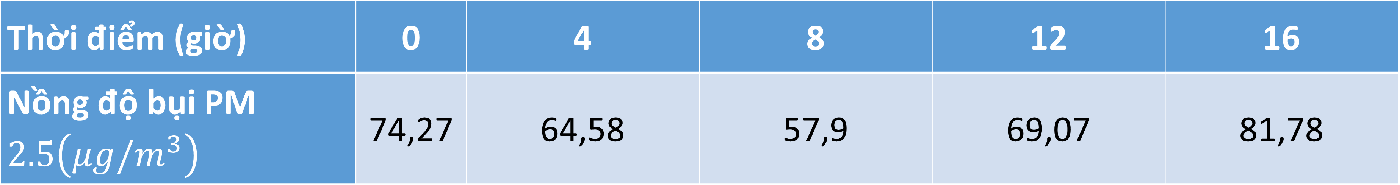 Thời điểm (giờ) 0 4 8 12 16
Nồng độ bụi PM
2.5(μg/m³) 74,27 64,58 57,9 69,07 81,78